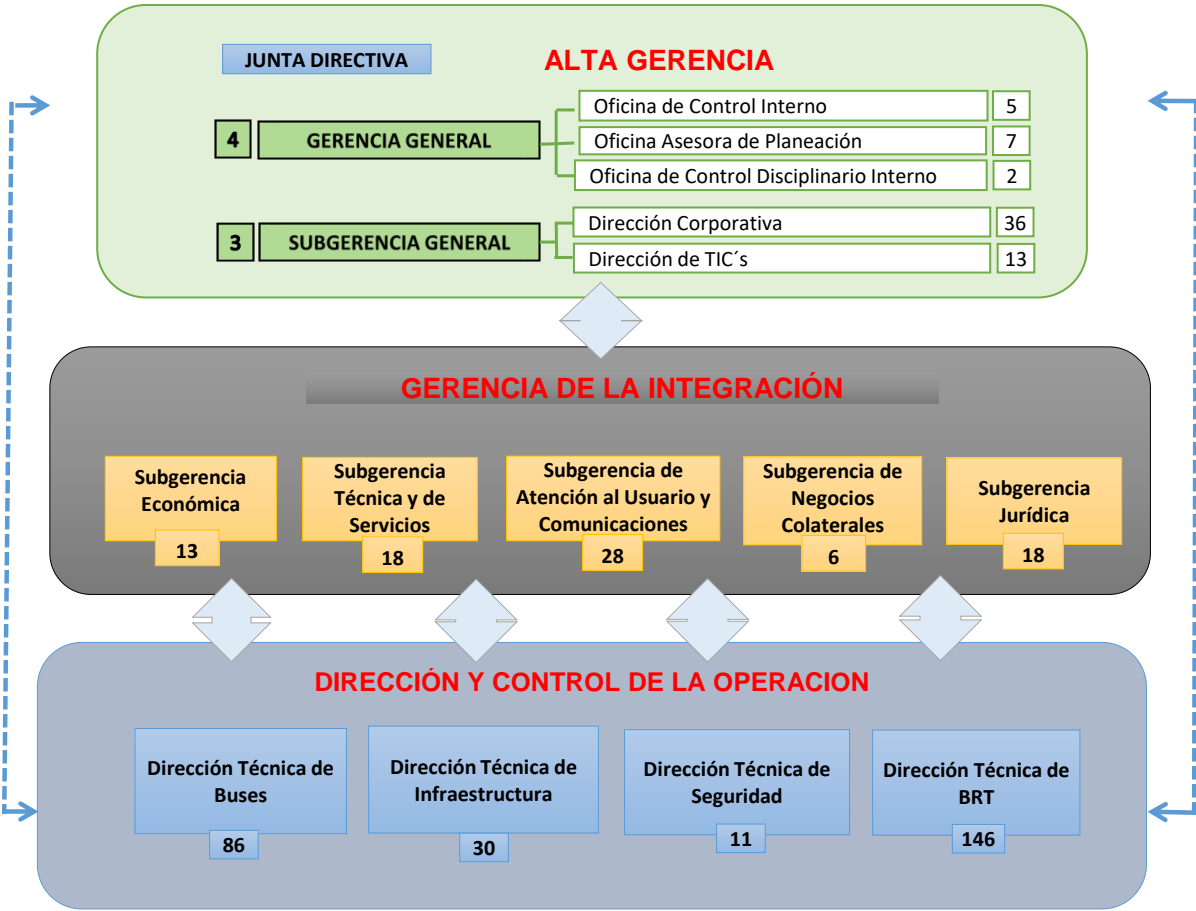 JUNTA DIRECTIVA
ALTA GERENCIA
4
GERENCIA GENERAL
Oficina de Control Interno
5
Oficina Asesora de Planeación
7
Oficina de Control Disciplinario Interno
2
3
SUBGERENCIA GENERAL
Dirección Corporativa
36
Dirección de TIC´s
13
GERENCIA DE LA INTEGRACIÓN
Subgerencia
Económica
13
Subgerencia
Técnica y de
Servicios
18
Subgerencia de
Atención al Usuario y
Comunicaciones
28
Subgerencia de
Negocios
Colaterales
6
Subgerencia
Jurídica
18
DIRECCIÓN Y CONTROL DE LA OPERACION
Dirección Técnica de
Buses
86
Dirección Técnica de
Infraestructura
30
Dirección Técnica de
Seguridad
11
Dirección Técnica de
BRT
146